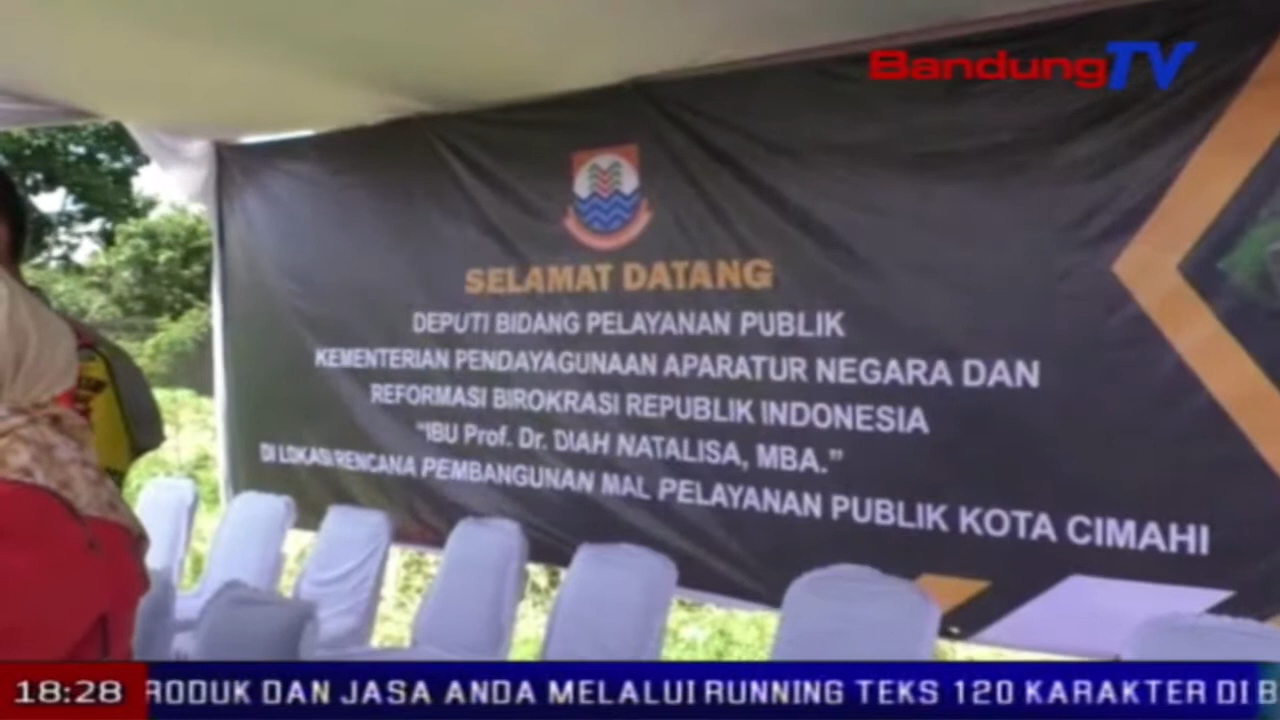 BandungTV
SELAMAT DATANG
DEPUTI BIDANG PELAYANAN PUBLIK
KEMENTERIAN PENDAYAGUNAAN APARATUR NEGARA DAN
REFORMASI BIROKRASI REPUBLIK INDONESIA
"IBU Prof. Dr. DIAH NATALISA, MBA."
DI LOKASI RENCANA PEMBANGUNAN MAL PELAYANAN PUBLIK KOTA CIMAHI
18:28 RODUK DAN JASA ANDA MELALUI RUNNING TEKS 120 KARAKTER DI B